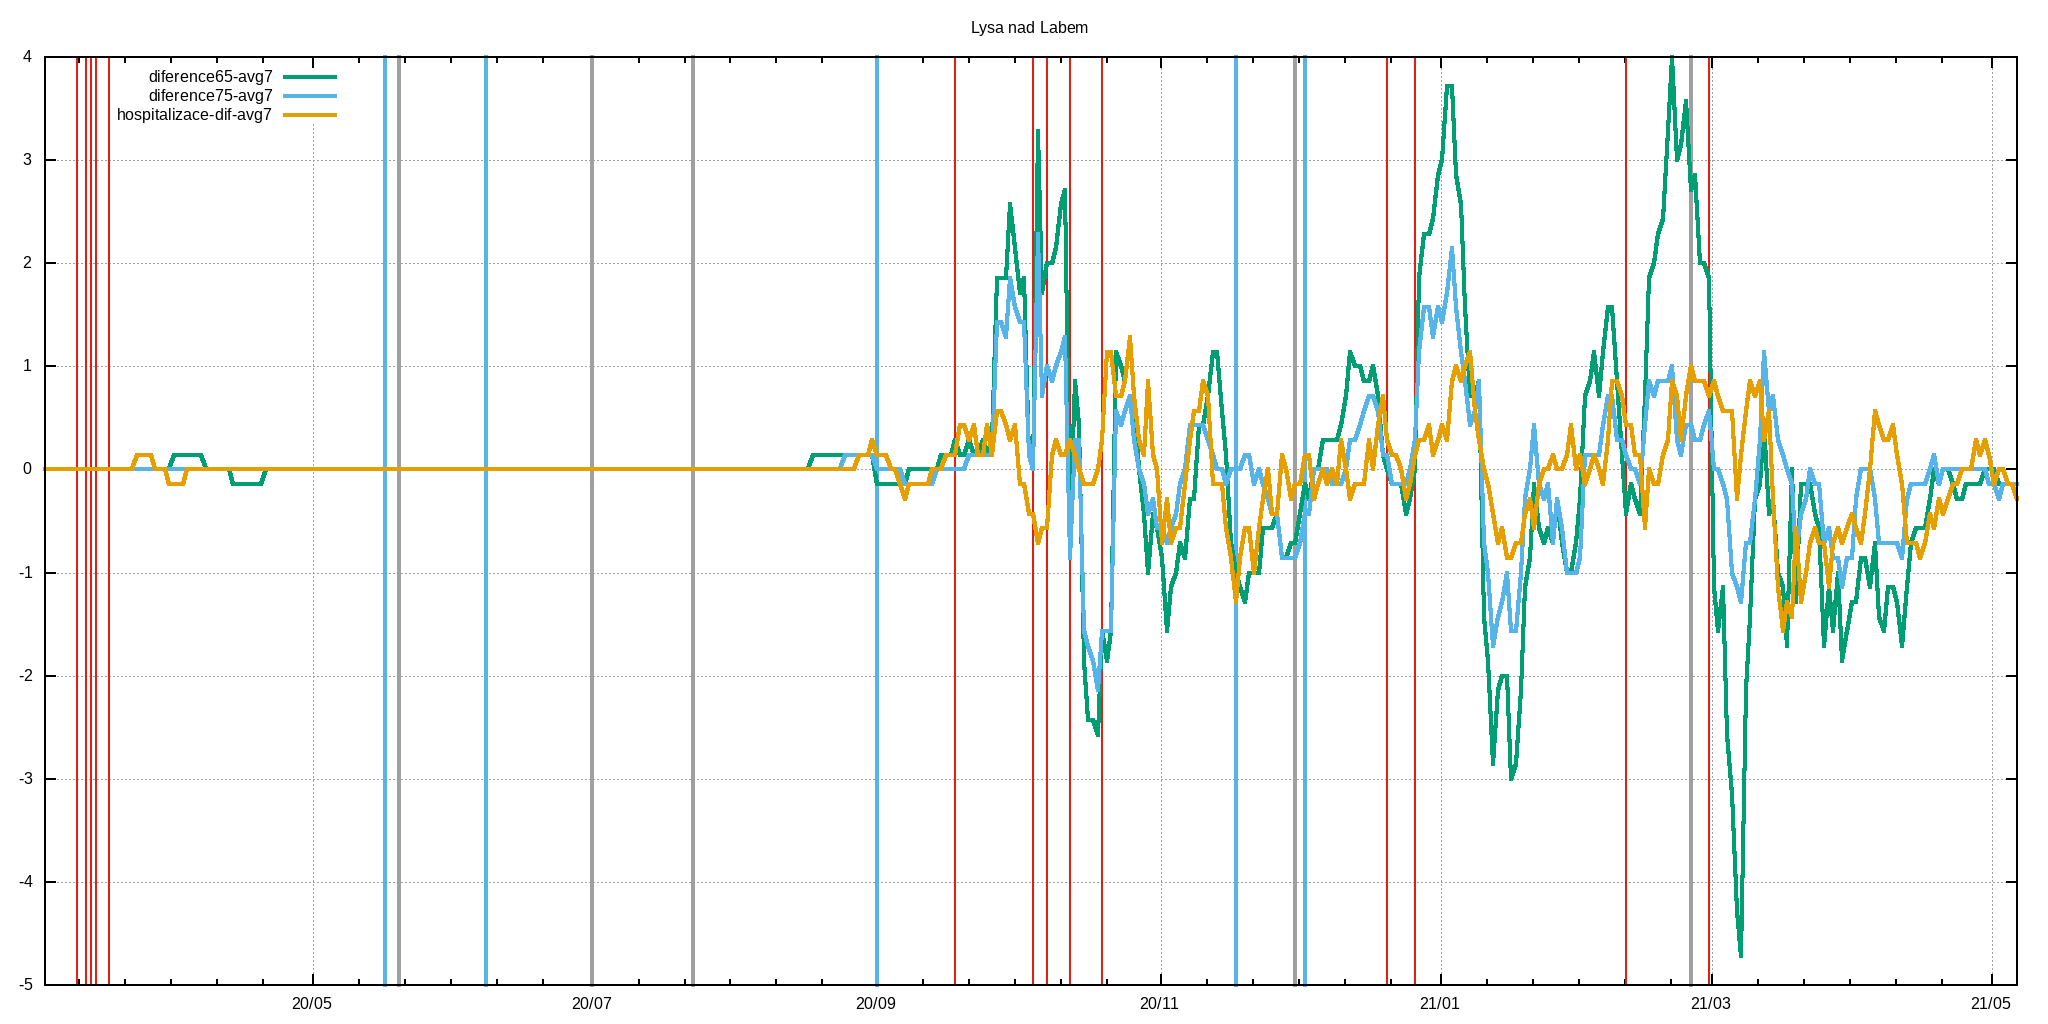 Lysa nad Labem
diference65-avg7
diference75-avg7
hospitalizace-dif-avg7
4
3
2
1
0
-1
-2
-3
-4
-5
20/05 20/07 20/09 20/11 21/01 21/03 21/05